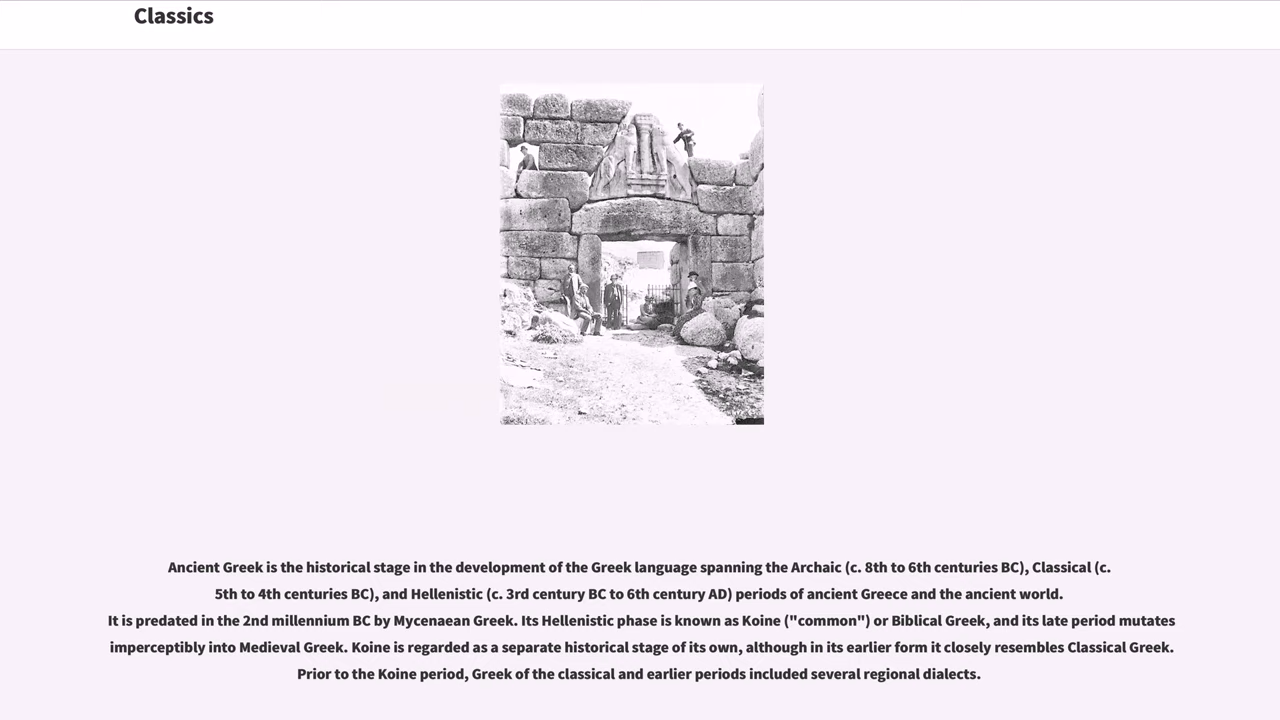 Classics
Ancient Greek is the historical stage in the development of the Greek language spanning the Archaic (c. 8th to 6th centuries BC), Classical (c.
5th to 4th centuries BC), and Hellenistic (c. 3rd century BC to 6th century AD) periods of ancient Greece and the ancient world.
It is predated in the 2nd millennium BC by Mycenaean Greek. Its Hellenistic phase is known as Koine ("common") or Biblical Greek, and its late period mutates
imperceptibly into Medieval Greek. Koine is regarded as a separate historical stage of its own, although in its earlier form it closely resembles Classical Greek.
Prior to the Koine period, Greek of the classical and earlier periods included several regional dialects.